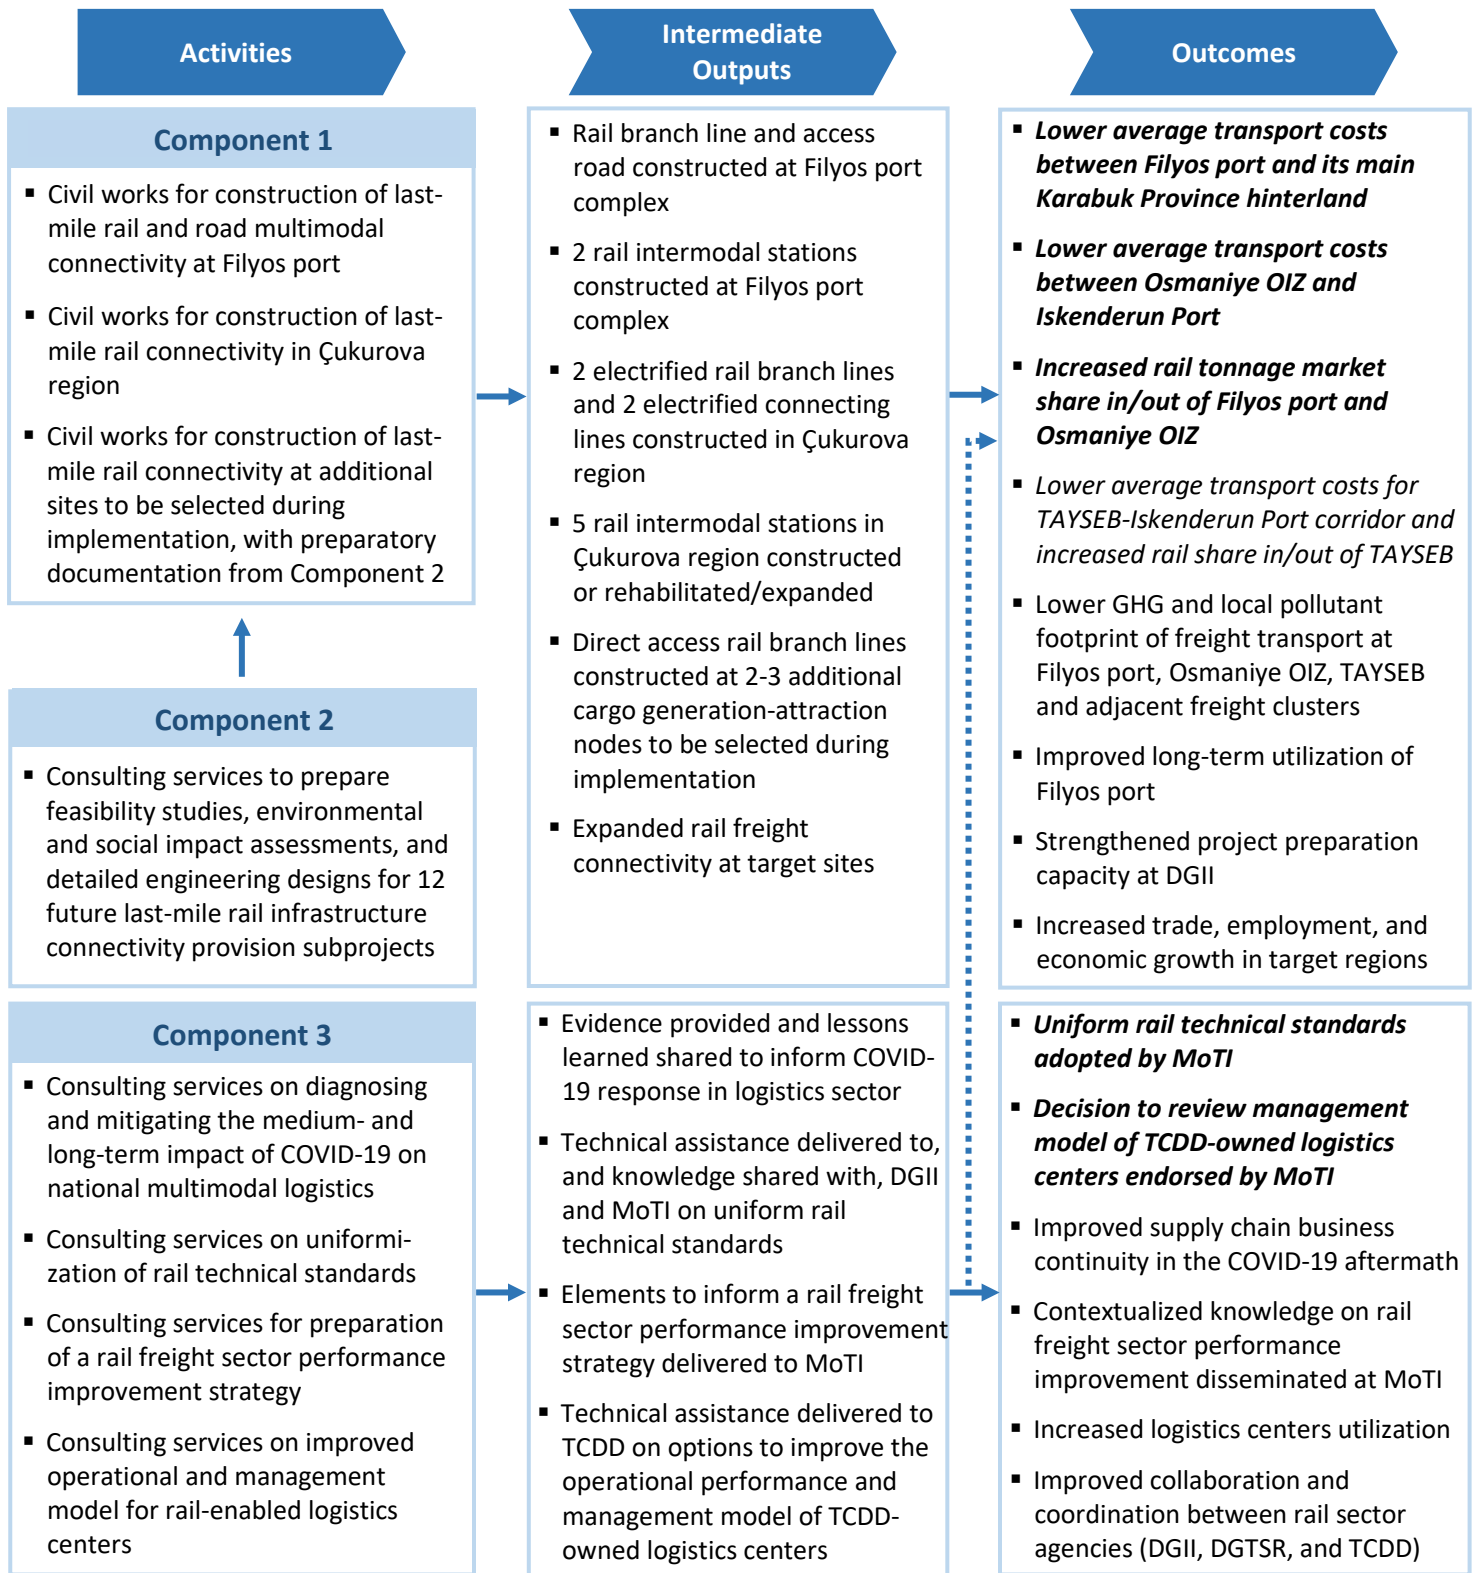 Activities
Intermediate
Outputs
Outcomes
Component 1
▪ Civil works for construction of last-
mile rail and road multimodal
connectivity at Filyos port
▪ Civil works for construction of last-
mile rail connectivity in Çukurova
region
▪ Civil works for construction of last-
mile rail connectivity at additional
sites to be selected during
implementation, with preparatory
documentation from Component 2
Component 2
▪ Consulting services to prepare
feasibility studies, environmental
and social impact assessments, and
detailed engineering designs for 12
future last-mile rail infrastructure
connectivity provision subprojects
▪ Rail branch line and access
road constructed at Filyos port
complex
▪ 2 rail intermodal stations
constructed at Filyos port
complex
▪ 2 electrified rail branch lines
and 2 electrified connecting
lines constructed in Çukurova
region
▪ 5 rail intermodal stations in
Çukurova region constructed
or rehabilitated/expanded
▪ Direct access rail branch lines
constructed at 2-3 additional
cargo generation-attraction
nodes to be selected during
implementation
▪ Expanded rail freight
connectivity at target sites
▪ Lower average transport costs
between Filyos port and its main
Karabuk Province hinterland
▪ Lower average transport costs
between Osmaniye OIZ and
Iskenderun Port
▪ Increased rail tonnage market
share in/out of Filyos port and
Osmaniye OIZ
▪ Lower average transport costs for
TAYSEB-Iskenderun Port corridor and
increased rail share in/out of TAYSEB
▪ Lower GHG and local pollutant
footprint of freight transport at
Filyos port, Osmaniye OIZ, TAYSEB
and adjacent freight clusters
▪ Improved long-term utilization of
Filyos port
▪ Strengthened project preparation
capacity at DGII
▪ Increased trade, employment, and
economic growth in target regions
Component 3
▪ Consulting services on diagnosing
and mitigating the medium- and
long-term impact of COVID-19 on
national multimodal logistics
▪ Consulting services on uniformi-
zation of rail technical standards
▪ Consulting services for preparation
of a rail freight sector performance
improvement strategy
▪ Consulting services on improved
operational and management
model for rail-enabled logistics
centers
▪ Evidence provided and lessons
learned shared to inform COVID-
19 response in logistics sector
▪ Technical assistance delivered to,
and knowledge shared with, DGII
and MoTI on uniform rail
technical standards
▪ Elements to inform a rail freight
sector performance improvement
strategy delivered to MoTI
▪ Technical assistance delivered to
TCDD on options to improve the
operational performance and
management model of TCDD-
owned logistics centers
▪ Uniform rail technical standards
adopted by MoTI
▪ Decision to review management
model of TCDD-owned logistics
centers endorsed by MoTI
▪ Improved supply chain business
continuity in the COVID-19 aftermath
▪ Contextualized knowledge on rail
freight sector performance
improvement disseminated at MoTI
▪ Increased logistics centers utilization
▪ Improved collaboration and
coordination between rail sector
agencies (DGII, DGTSR, and TCDD)